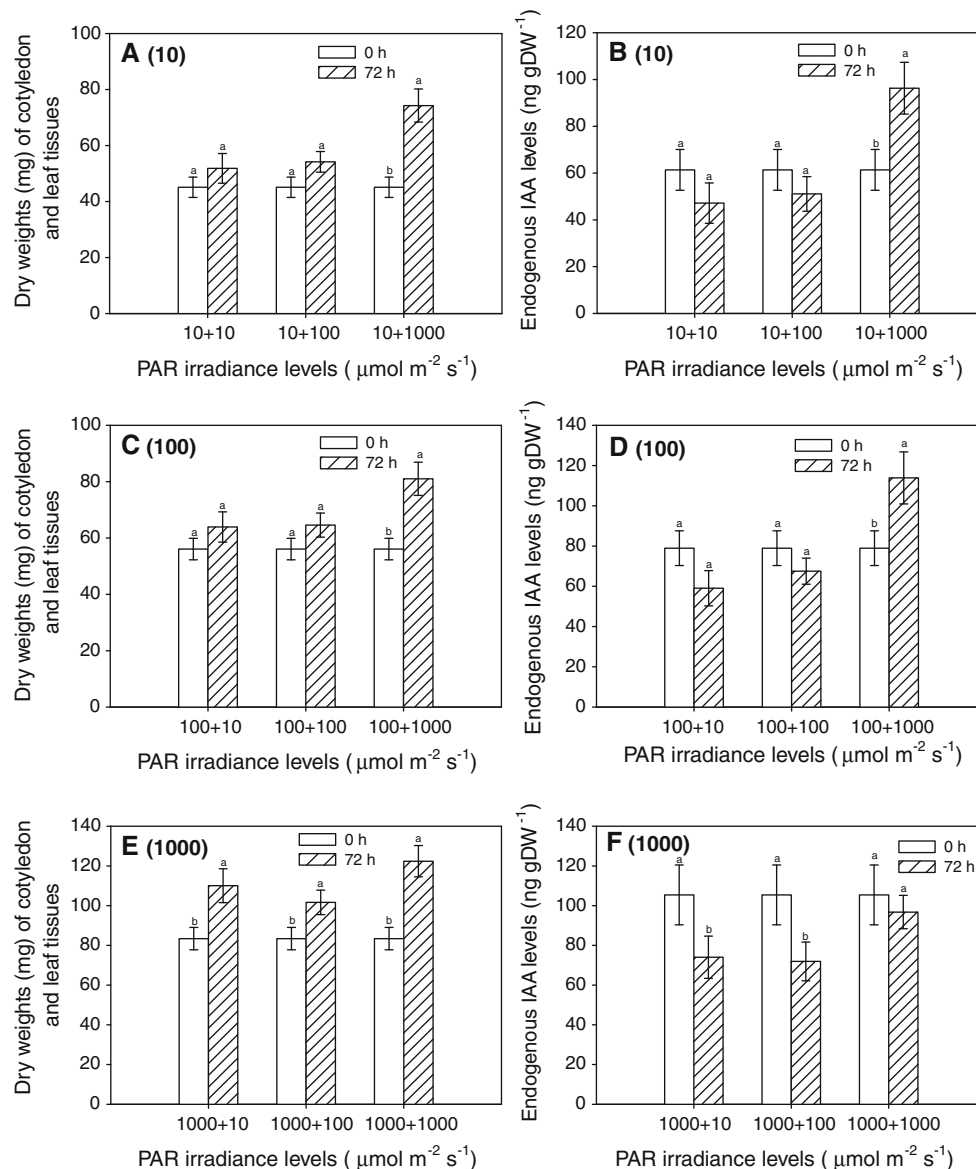 A (10)
0 h
72 h
Dry weights (mg) of cotyledon
and leaf tissues
100
80
60
40
20
0
a
a
a
a
b
a
10+10
10+100
10+1000
PAR irradiance levels ( μmol m⁻² s⁻¹)
B (10)
0 h
72 h
Endogenous IAA levels (ng gDW⁻¹)
120
100
80
60
40
20
0
a
a
a
a
b
a
10+10
10+100
10+1000
PAR irradiance levels ( μmol m⁻² s⁻¹)
C (100)
0 h
72 h
Dry weights (mg) of cotyledon
and leaf tissues
100
80
60
40
20
0
a
a
a
a
b
a
100+10
100+100
100+1000
PAR irradiance levels ( μmol m⁻² s⁻¹)
D (100)
0 h
72 h
Endogenous IAA levels (ng gDW⁻¹)
140
120
100
80
60
40
20
0
a
a
a
a
b
a
100+10
100+100
100+1000
PAR irradiance levels ( μmol m⁻² s⁻¹)
E (1000)
0 h
72 h
Dry weights (mg) of cotyledon
and leaf tissues
140
120
100
80
60
40
20
0
b
a
b
a
b
a
1000+10
1000+100
1000+1000
PAR irradiance levels ( μmol m⁻² s⁻¹)
F (1000)
0 h
72 h
Endogenous IAA levels (ng gDW⁻¹)
140
120
100
80
60
40
20
0
a
b
a
b
a
a
1000+10
1000+100
1000+1000
PAR irradiance levels ( μmol m⁻² s⁻¹)